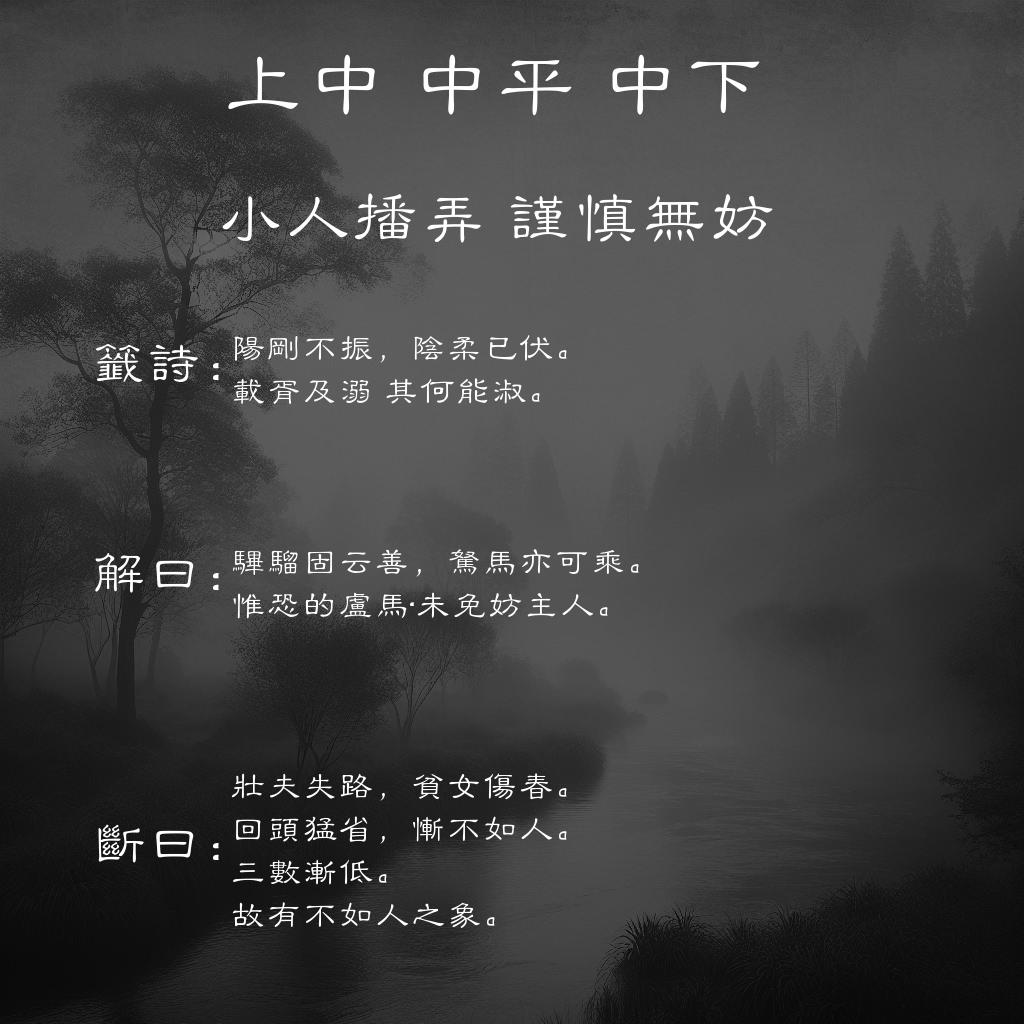 上中 中平 中下
小人播弄 謹慎無妨
籤詩:
陽剛不振，陰柔已伏。
載胥及溺 其何能淑。
解曰:
驆騮固云善，駑馬亦可乘。
惟恐的盧馬·未免妨主人。
斷曰:
壯夫失路，貧女傷春。
回頭猛省，慚不如人。
三數漸低。
故有不如人之象。